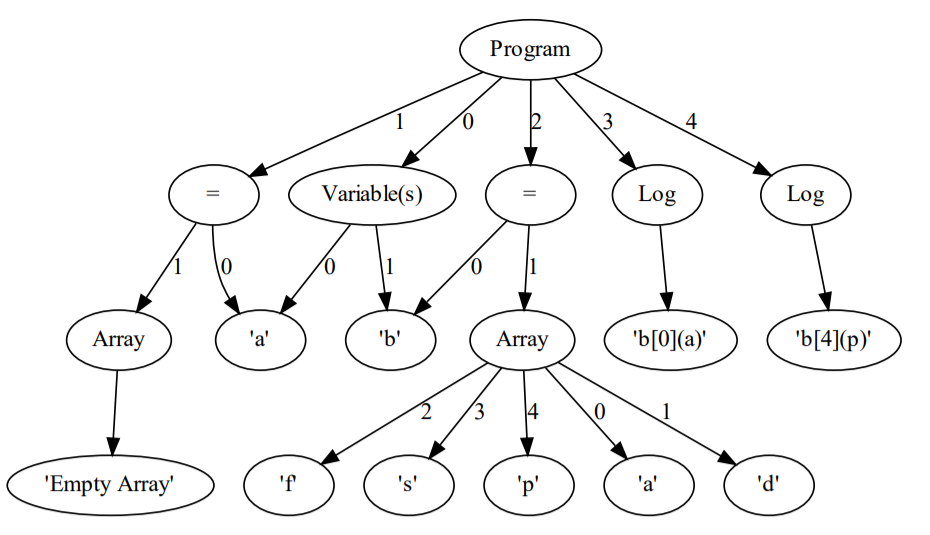 Program
1
0
2
3
4
=
Variable(s)
=
Log
Log
1
0
0
1
0
1
Array
'a'
'b'
Array
'b[0](a)'
'b[4](p)'
2
3
4
0
1
'Empty Array'
'f'
's'
'p'
'a'
'd'